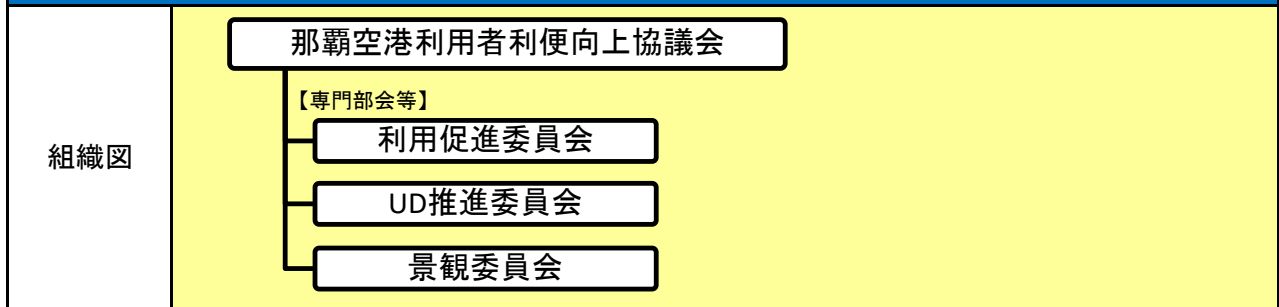 組織図
那覇空港利用者利便向上協議会
【専門部会等】
利用促進委員会
UD推進委員会
景観委員会